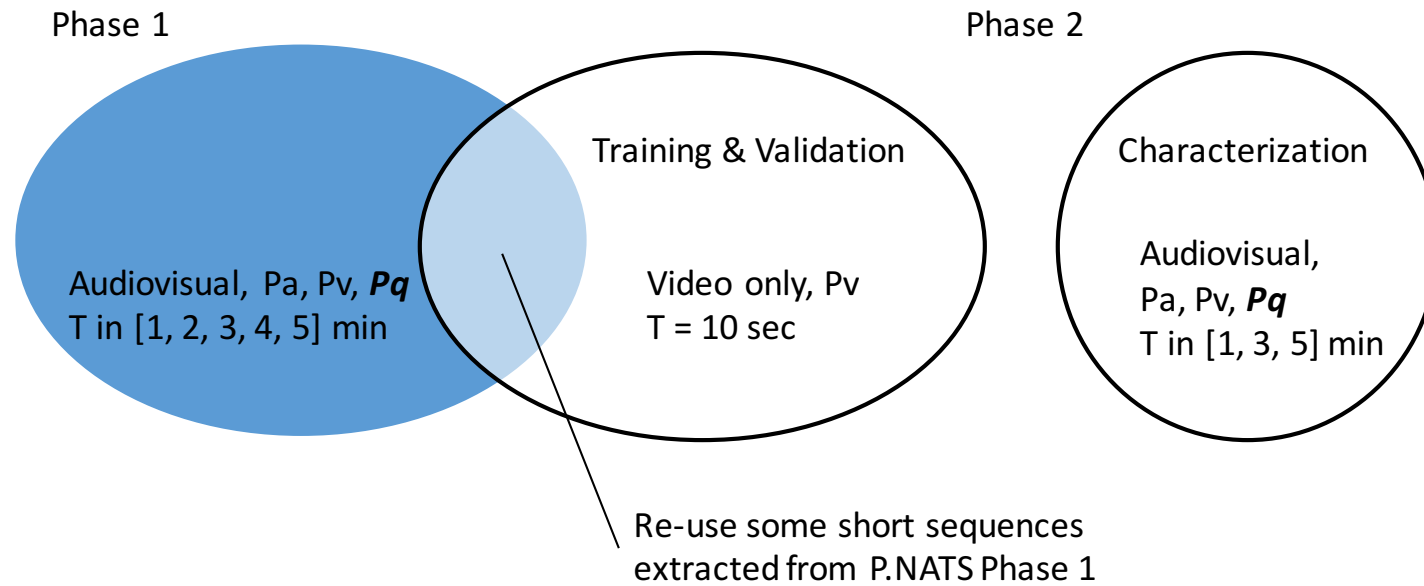 Phase 1
Phase 2
Training & Validation
Characterization
Audiovisual, Pa, Pv, Pq
T in [1, 2, 3, 4, 5] min
Video only, Pv
T = 10 sec
Audiovisual,
Pa, Pv, Pq
T in [1, 3, 5] min
Re-use some short sequences
extracted from P.NATS Phase 1